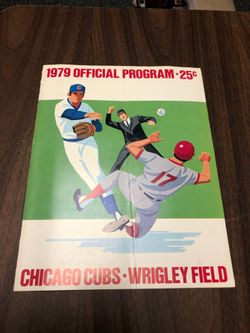 1979 OFFICIAL PROGRAM • 25¢
17
CHICAGO CUBS • WRIGLEY FIELD